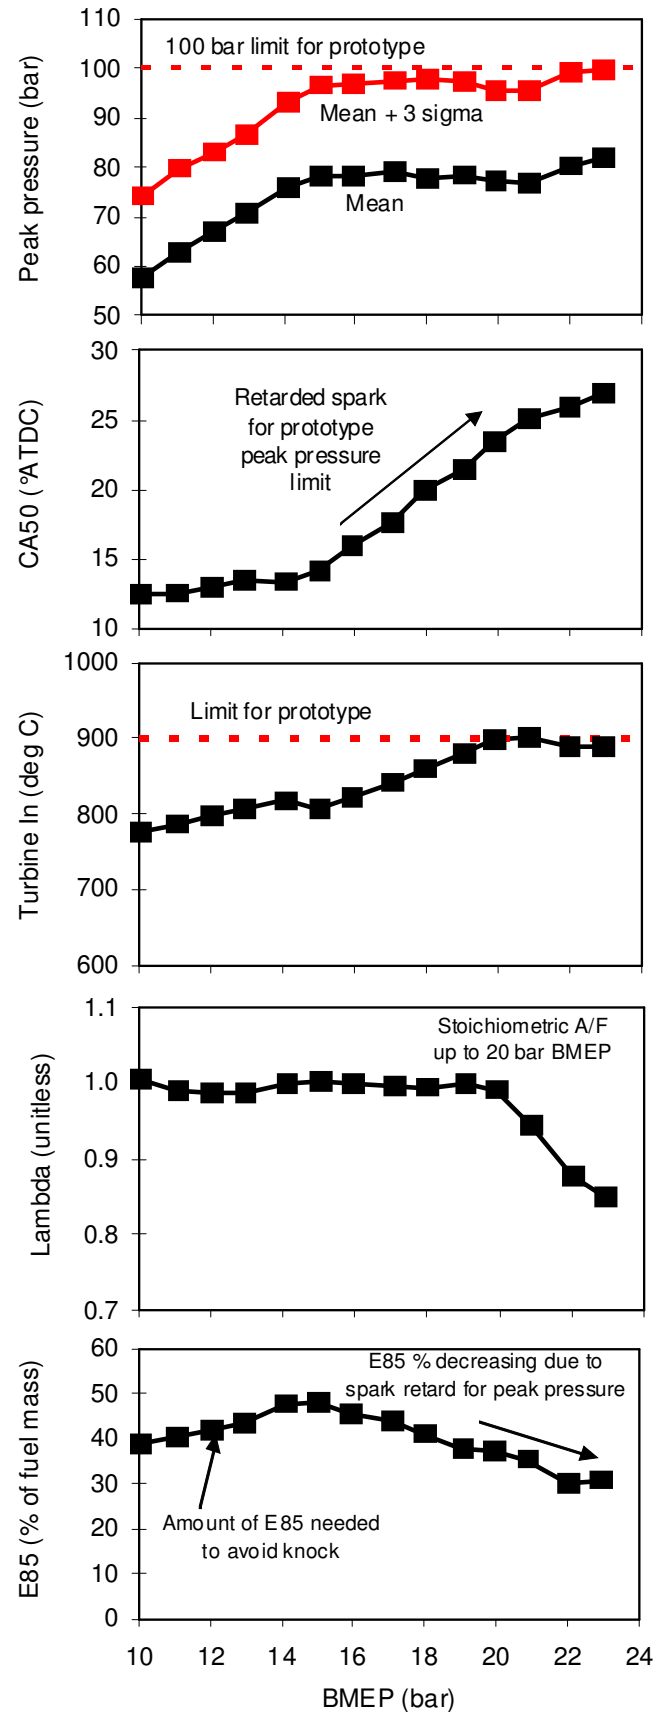 110
100 bar limit for prototype
100
90
Mean + 3 sigma
80
Mean
70
60
50
Peak pressure (bar)
30
Retarded spark
for prototype
peak pressure
limit
25
20
15
10
CA50 (°ATDC)
1000
Limit for prototype
900
800
700
600
Turbine In (deg C)
1.1
Stoichiometric A/F
up to 20 bar BMEP
1.0
0.9
0.8
0.7
Lambda (unitless)
60
E85 % decreasing due to
spark retard for peak pressure
50
40
30
20
Amount of E85 needed
to avoid knock
10
0
E85 (% of fuel mass)
10 12 14 16 18 20 22 24
BMEP (bar)